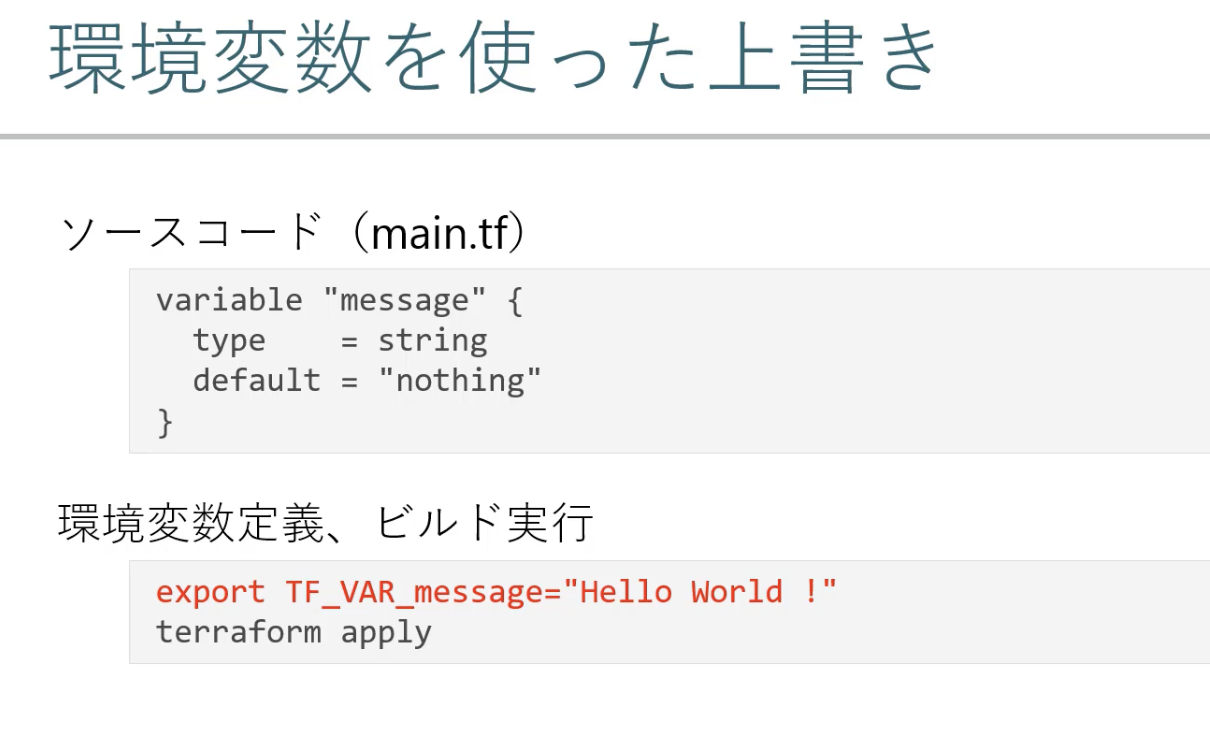 環境変数を使った上書き
ソースコード（main.tf）
variable "message" {
  type    = string
  default = "nothing"
}
環境変数定義、ビルド実行
export TF_VAR_message="Hello World !"
terraform apply